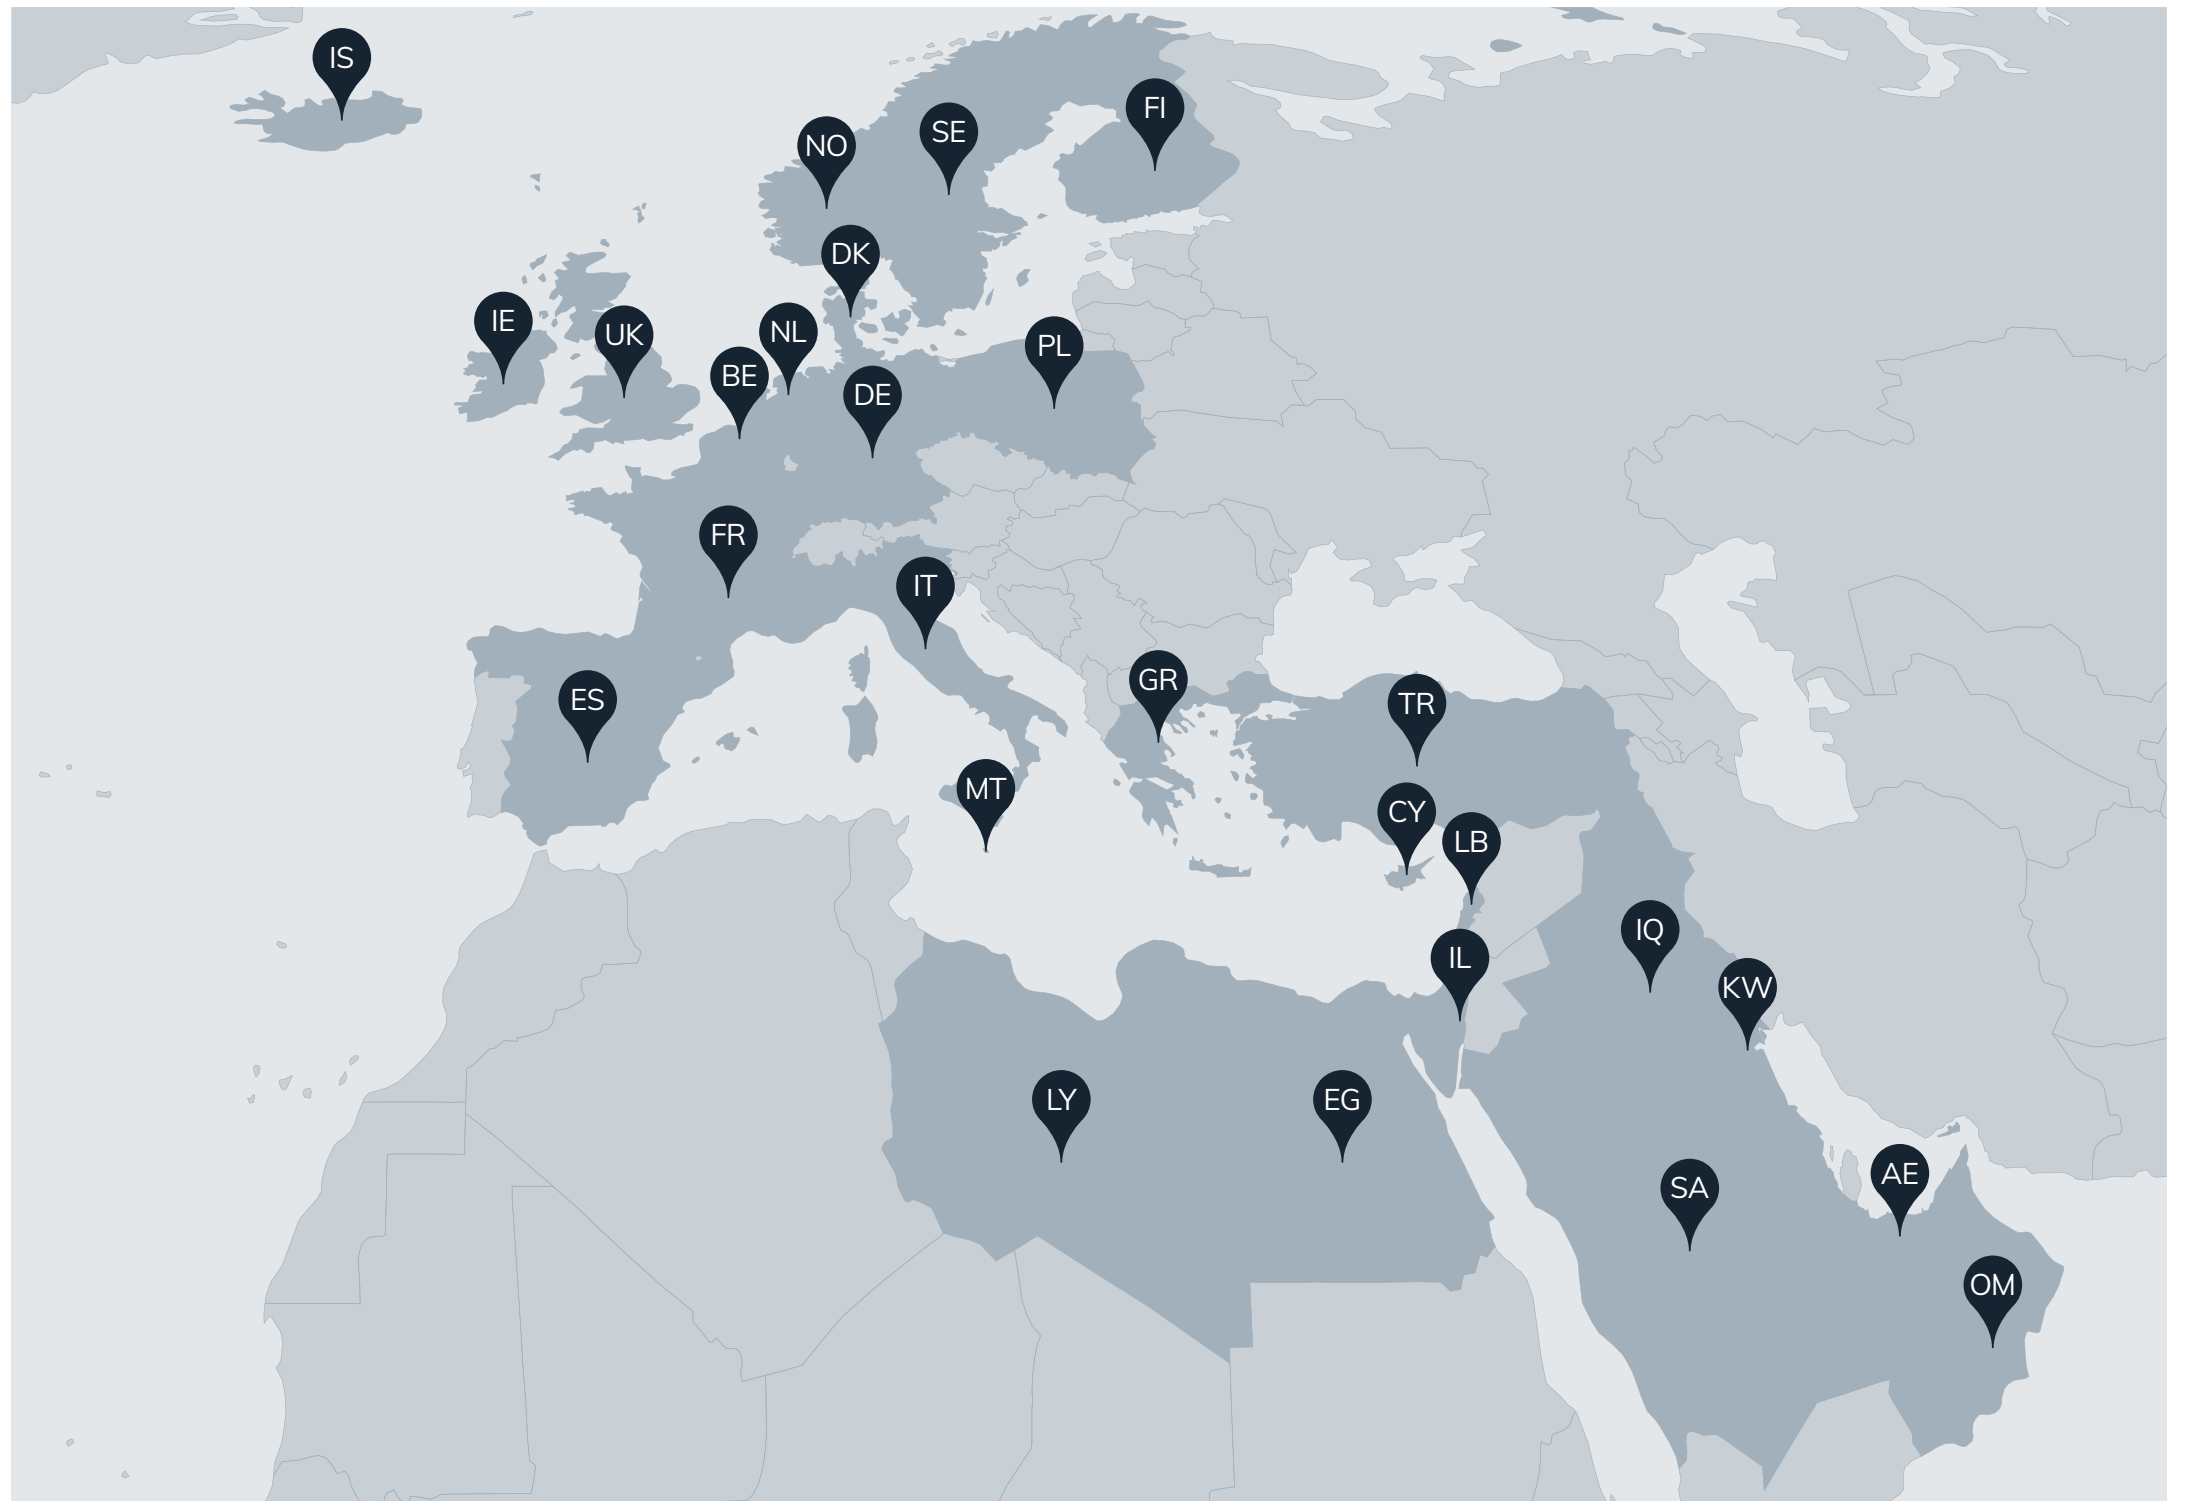 IS
FI
SE
NO
DK
IE
NL
UK
PL
BE
DE
FR
IT
GR
ES
TR
MT
CY
LB
IQ
IL
KW
LY
EG
AE
SA
OM